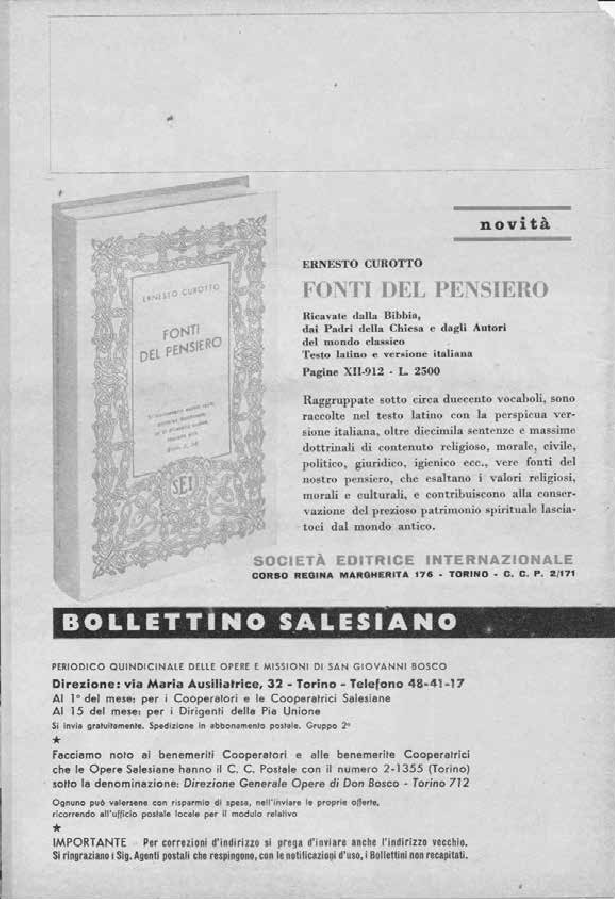 novità
ERNESTO CUROTTO
FONTI DEL PENSIERO
Ricavate dalla Bibbia,
dai Padri della Chiesa e dagli Autori
del mondo classico
Testo latino e versione italiana
Pagine XII-912 - L. 2500
Raggruppate sotto circa duecento vocaboli, sono
raccolte nel testo latino con la perspicua ver-
sione italiana, oltre diecimila sentenze e massime
dottrinali di contenuto religioso, morale, civile,
politico, giuridico, igienico ecc., vere fonti del
nostro pensiero, che esaltano i valori religiosi,
morali e culturali, e contribuiscono alla conser-
vazione del prezioso patrimonio spirituale lascia-
toci dal mondo antico.
ERNESTO CUROTTO
FONTI
DEL PENSIERO
SEI
SOCIETÀ EDITRICE INTERNAZIONALE
CORSO REGINA MARGHERITA 176 - TORINO - C. C. P. 2/171
BOLLETTINO SALESIANO
PERIODICO QUINDICINALE DELLE OPERE E MISSIONI DI SAN GIOVANNI BOSCO
Direzione: via Maria Ausiliatrice, 32 - Torino - Telefono 48-41-17
Al 1° del mese: per i Cooperatori e le Cooperatrici Salesiane
Al 15 del mese: per i Dirigenti della Pia Unione
Si invia gratuitamente. Spedizione in abbonamento postale. Gruppo 2°
★
Facciamo noto ai benemeriti Cooperatori e alle benemerite Cooperatrici
che le Opere Salesiane hanno il C. C. Postale con il numero 2-1355 (Torino)
sotto la denominazione: Direzione Generale Opere di Don Bosco - Torino 712
Ognuno può valersene con risparmio di spesa, nell'inviare le proprie offerte,
ricorrendo all'ufficio postale locale per il modulo relativo
★
IMPORTANTE - Per correzioni d'indirizzo si prega d'inviare anche l'indirizzo vecchio.
Si ringraziano i Sig. Agenti postali che respingono, con le notificazioni d'uso, i Bollettini non recapitati.